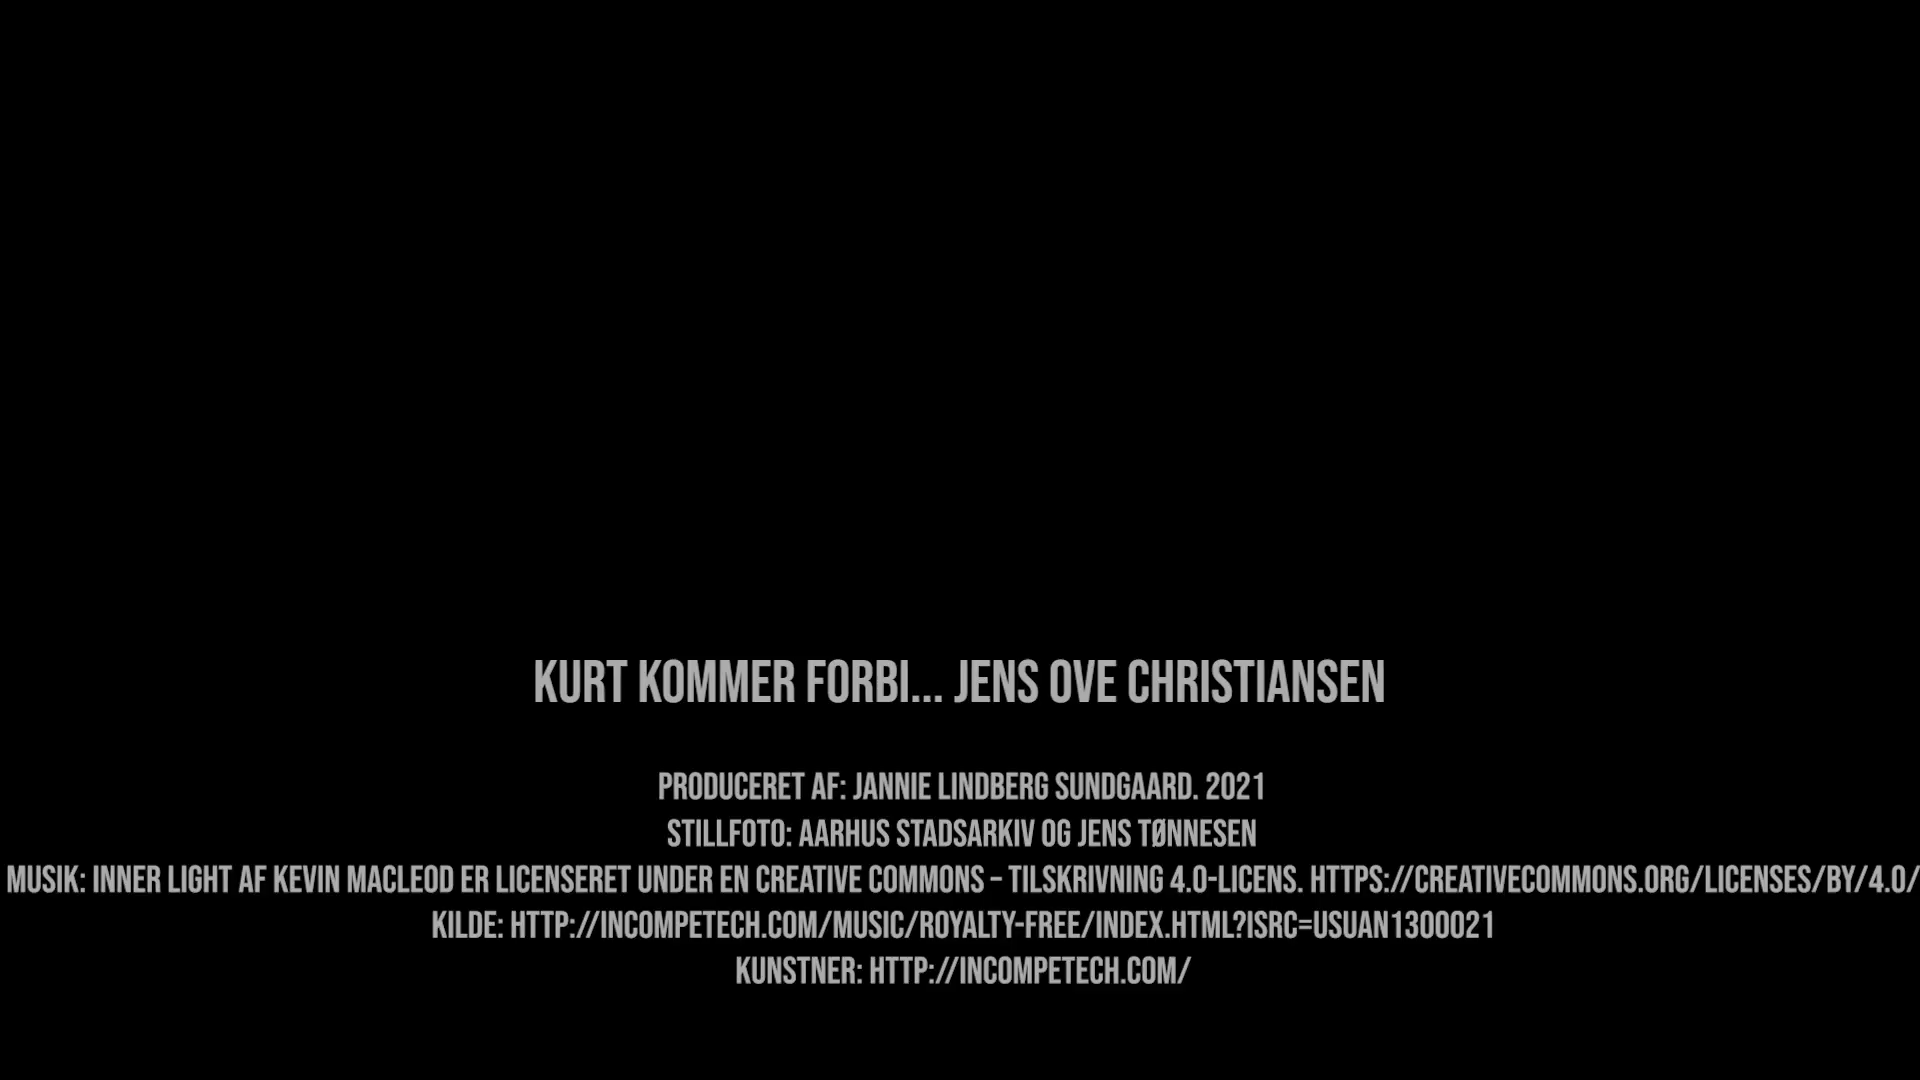 KURT KOMMER FORBI... JENS OVE CHRISTIANSEN
PRODUCERET AF: JANNIE LINDBERG SUNDGAARD. 2021
STILLFOTO: AARHUS STADSARKIV OG JENS TØNNESEN
MUSIK: INNER LIGHT AF KEVIN MACLEOD ER LICENSERET UNDER EN CREATIVE COMMONS – TILSKRIVNING 4.0-LICENS. HTTPS://CREATIVECOMMONS.ORG/LICENSES/BY/4.0/
KILDE: HTTP://INCOMPETECH.COM/MUSIC/ROYALTY-FREE/INDEX.HTML?ISRC=USUAN1300021
KUNSTNER: HTTP://INCOMPETECH.COM/